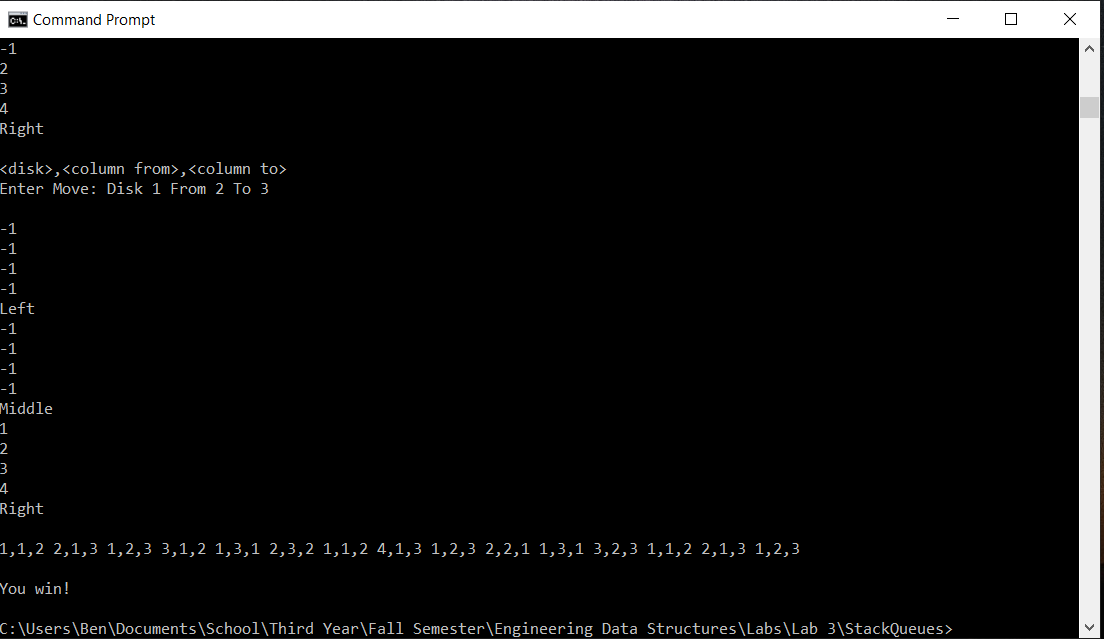 Command Prompt
-1
2
3
4
Right
<disk>,<column from>,<column to>
Enter Move: Disk 1 From 2 To 3
-1
-1
-1
-1
Left
-1
-1
-1
-1
Middle
1
2
3
4
Right
1,1,2 2,1,3 1,2,3 3,1,2 1,3,1 2,3,2 1,1,2 4,1,3 1,2,3 2,2,1 1,3,1 3,2,3 1,1,2 2,1,3 1,2,3
You win!
C:\Users\Ben\Documents\School\Third Year\Fall Semester\Engineering Data Structures\Labs\Lab 3\StackQueues>